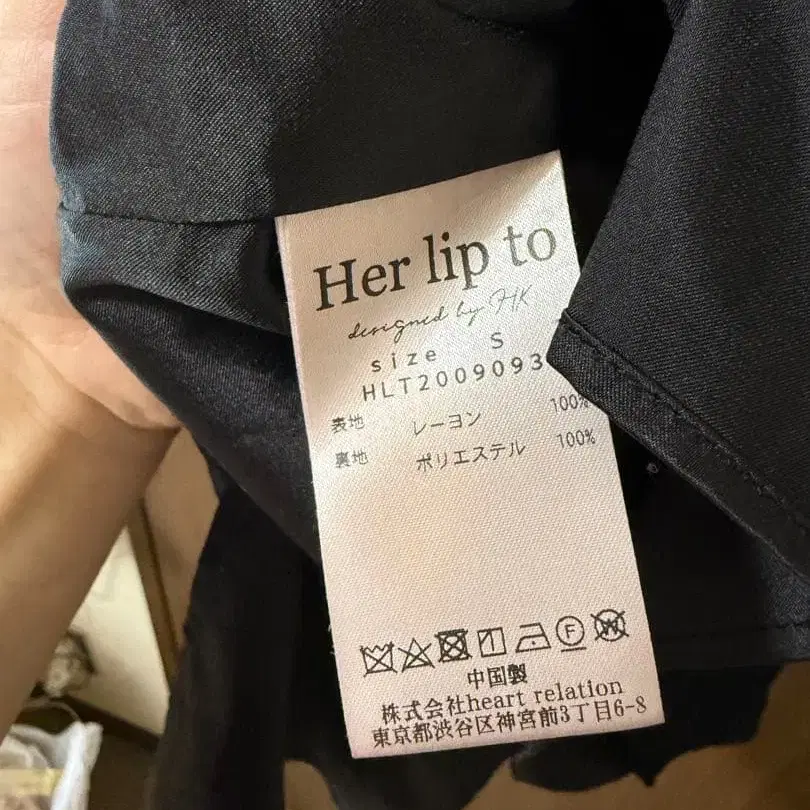 Her lip to
designed by HK
size S
HLT2009093
表地 レーヨン 100%
裏地 ポリエステル 100%
F
W
中国製
株式会社heart relation
東京都渋谷区神宮前3丁目6-8